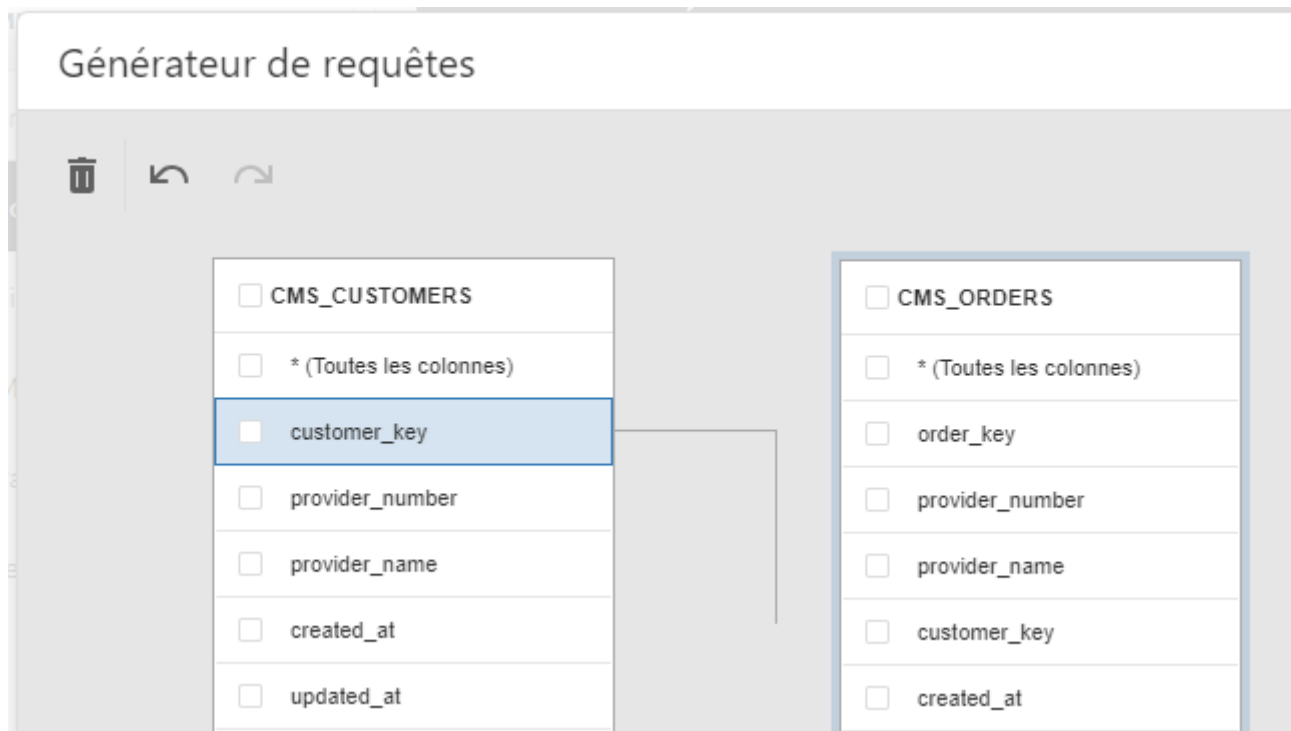 Générateur de requêtes
CMS_CUSTOMERS
* (Toutes les colonnes)
customer_key
provider_number
provider_name
created_at
updated_at
CMS_ORDERS
* (Toutes les colonnes)
order_key
provider_number
provider_name
customer_key
created_at